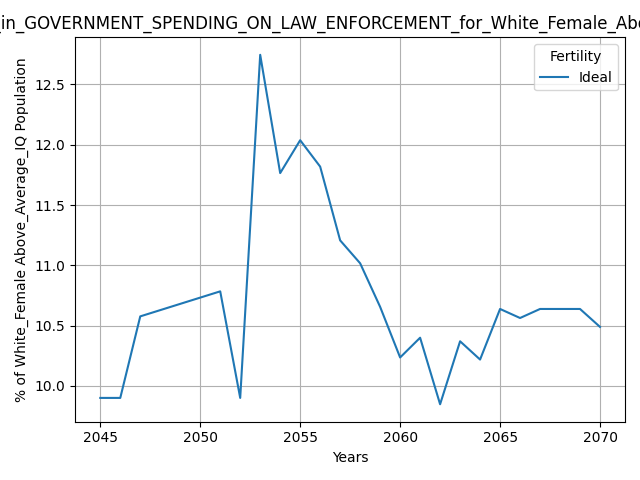 in_GOVERNMENT_SPENDING_ON_LAW_ENFORCEMENT_for_White_Female_Abo
% of White_Female Above_Average_IQ Population
12.5
12.0
11.5
11.0
10.5
10.0
Fertility
Ideal
2045 2050 2055 2060 2065 2070
Years